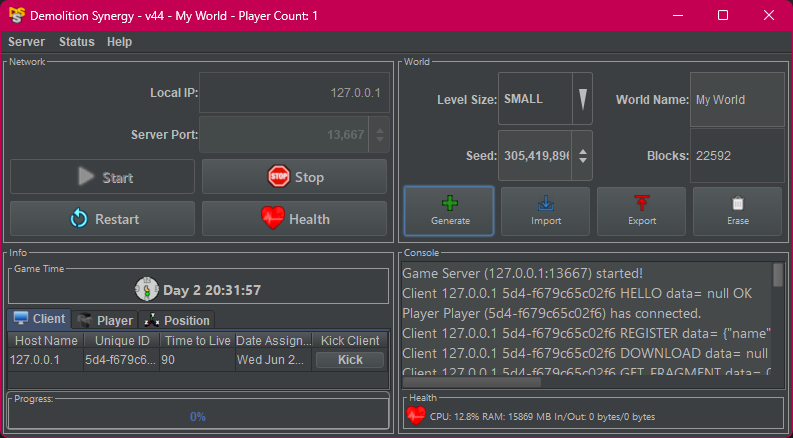 Demolition Synergy - v44 - My World - Player Count: 1
Server Status Help
Network
Local IP: 127.0.0.1
Server Port: 13,667
Start Stop
Restart Health
World
Level Size: SMALL World Name: My World
Seed: 305,419,896 Blocks: 22592
Generate Import Export Erase
Info
Game Time
Day 2 20:31:57
Client Player Position
Host Name Unique ID Time to Live Date Assign... Kick Client
127.0.0.1 5d4-f679c6... 90 Wed Jun 2... Kick
Progress:
0%
Console
Game Server (127.0.0.1:13667) started!
Client 127.0.0.1 5d4-f679c65c02f6 HELLO data= null OK
Player Player (5d4-f679c65c02f6) has connected.
Client 127.0.0.1 5d4-f679c65c02f6 REGISTER data= {"name"
Client 127.0.0.1 5d4-f679c65c02f6 DOWNLOAD data= null
Client 127.0.0.1 5d4-f679c65c02f6 GET_FRAGMENT data=
Health
CPU: 12.8% RAM: 15869 MB In/Out: 0 bytes/0 bytes